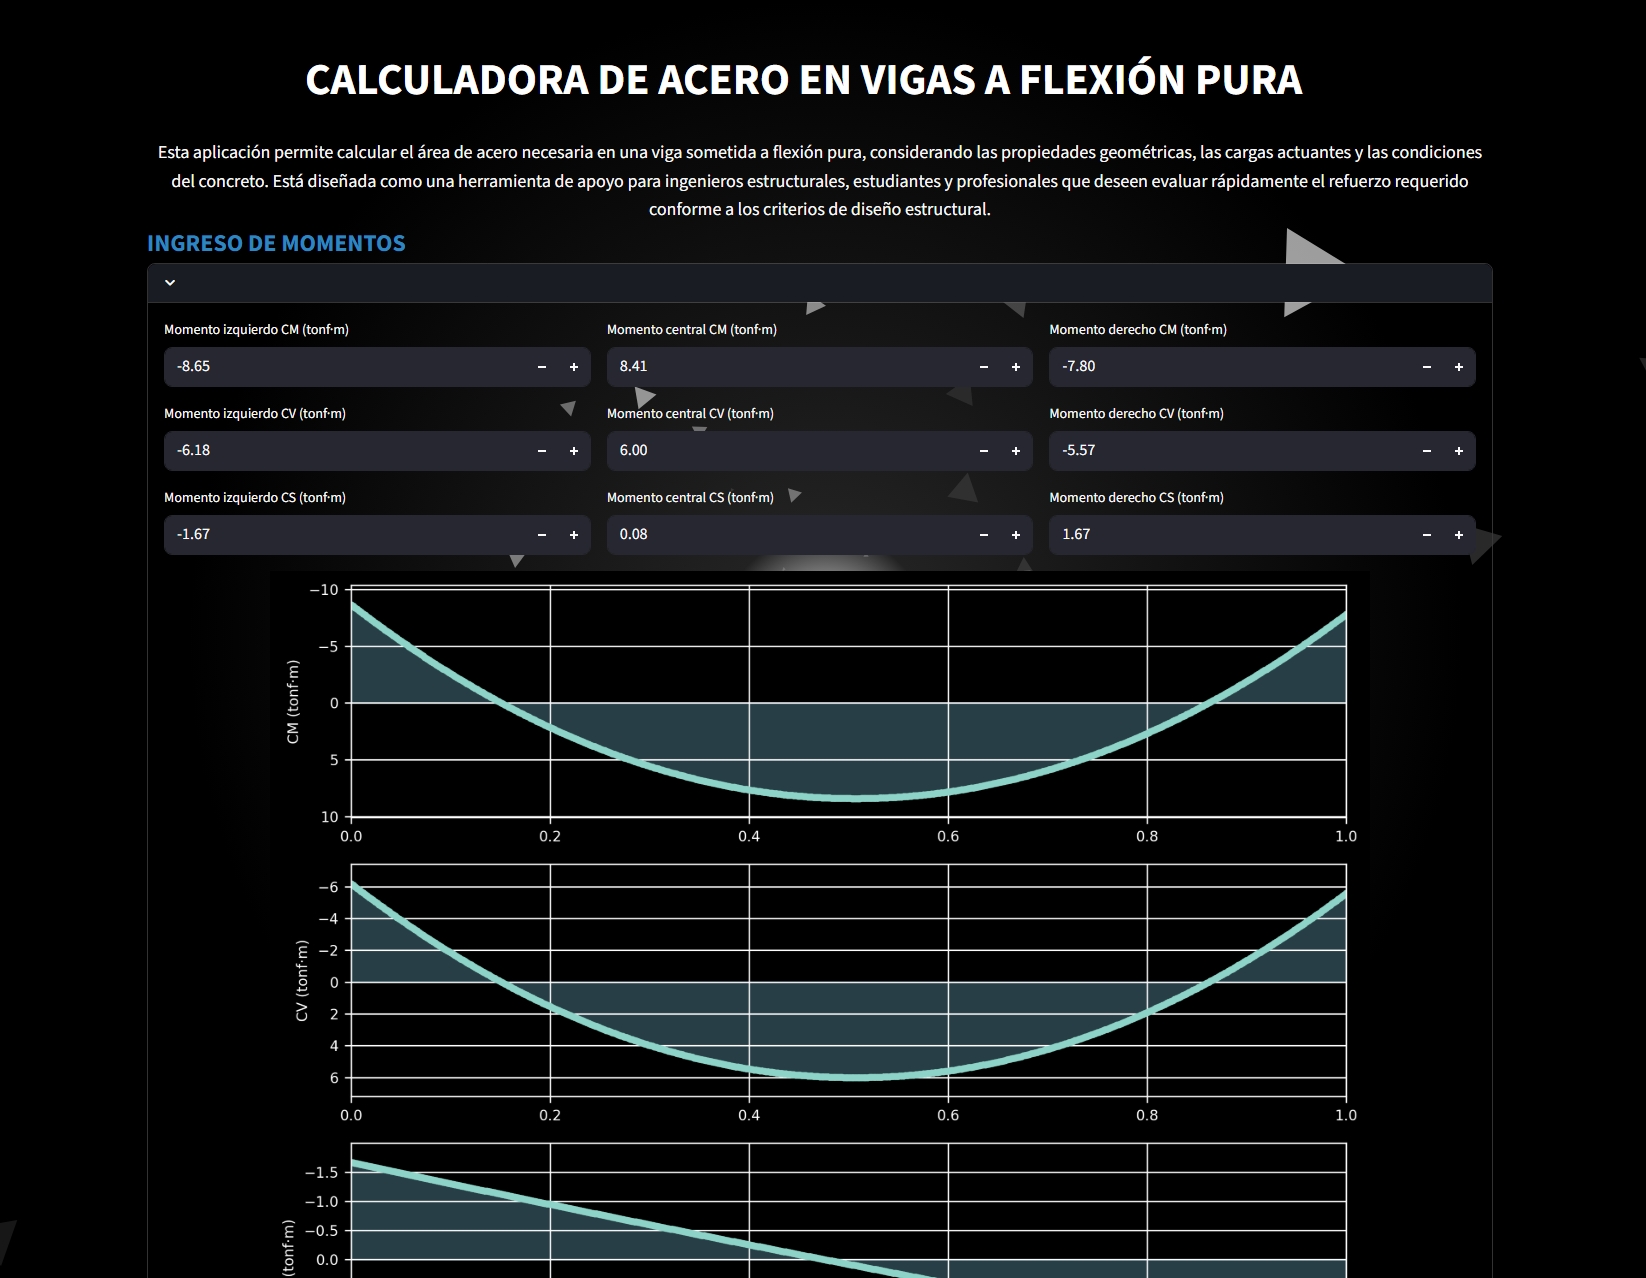 CALCULADORA DE ACERO EN VIGAS A FLEXIÓN PURA
Esta aplicación permite calcular el área de acero necesaria en una viga sometida a flexión pura, considerando las propiedades geométricas, las cargas actuantes y las condiciones
del concreto. Está diseñada como una herramienta de apoyo para ingenieros estructurales, estudiantes y profesionales que deseen evaluar rápidamente el refuerzo requerido
conforme a los criterios de diseño estructural.
INGRESO DE MOMENTOS
Momento izquierdo CM (tonf·m) Momento central CM (tonf·m) Momento derecho CM (tonf·m)
-8.65 − + 8.41 − + -7.80 − +
Momento izquierdo CV (tonf·m) Momento central CV (tonf·m) Momento derecho CV (tonf·m)
-6.18 − + 6.00 − + -5.57 − +
Momento izquierdo CS (tonf·m) Momento central CS (tonf·m) Momento derecho CS (tonf·m)
-1.67 − + 0.08 − + 1.67 − +
−10
−5
0
5
10
CM (tonf·m)
0.0 0.2 0.4 0.6 0.8 1.0
−6
−4
−2
0
2
4
6
CV (tonf·m)
0.0 0.2 0.4 0.6 0.8 1.0
−1.5
−1.0
−0.5
0.0
(tonf·m)